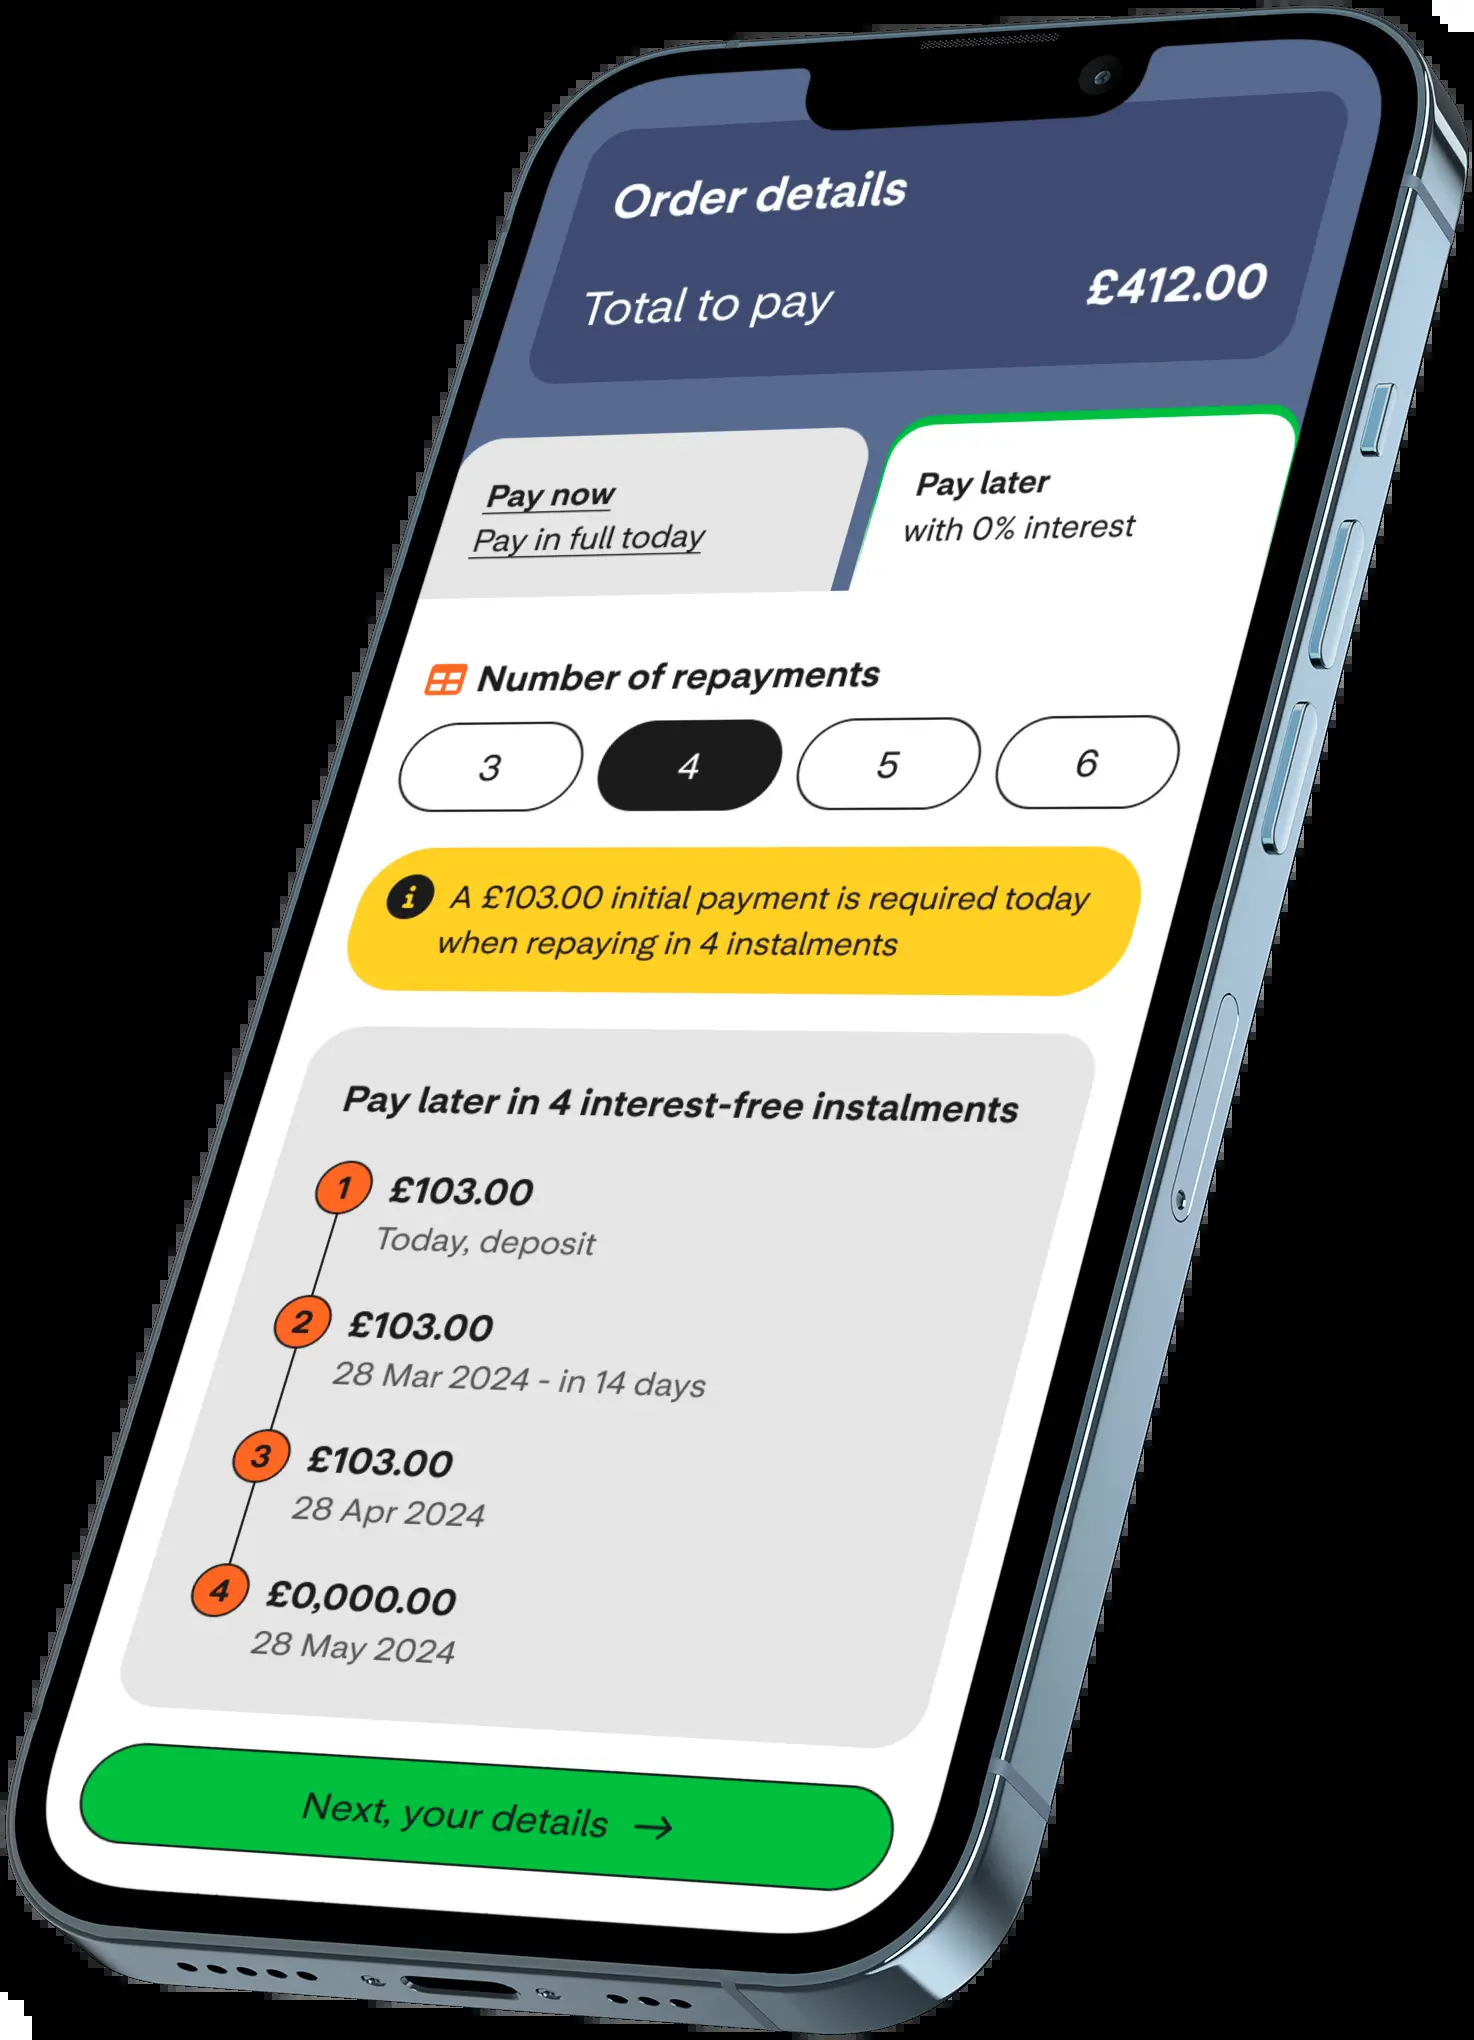 Order details
Total to pay £412.00
Pay now
Pay in full today
Pay later
with 0% interest
Number of repayments
3 4 5 6
i A £103.00 initial payment is required today
when repaying in 4 instalments
Pay later in 4 interest-free instalments
1 £103.00
Today, deposit
2 £103.00
28 Mar 2024 - in 14 days
3 £103.00
28 Apr 2024
4 £0,000.00
28 May 2024
Next, your details →